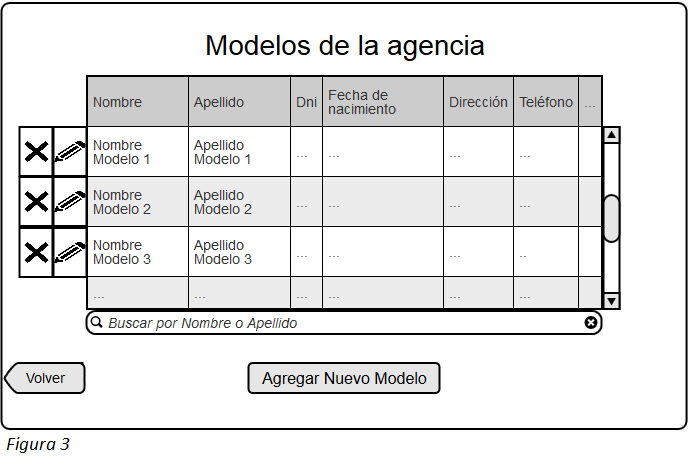 Modelos de la agencia
Nombre Apellido Dni Fecha de nacimiento Dirección Teléfono ...
Nombre Modelo 1 Apellido Modelo 1 ... ... ... ...
Nombre Modelo 2 Apellido Modelo 2 ... ... ... ...
Nombre Modelo 3 Apellido Modelo 3 ... ... ... ..
... ... ... ... ... ...
Buscar por Nombre o Apellido
Volver Agregar Nuevo Modelo
Figura 3